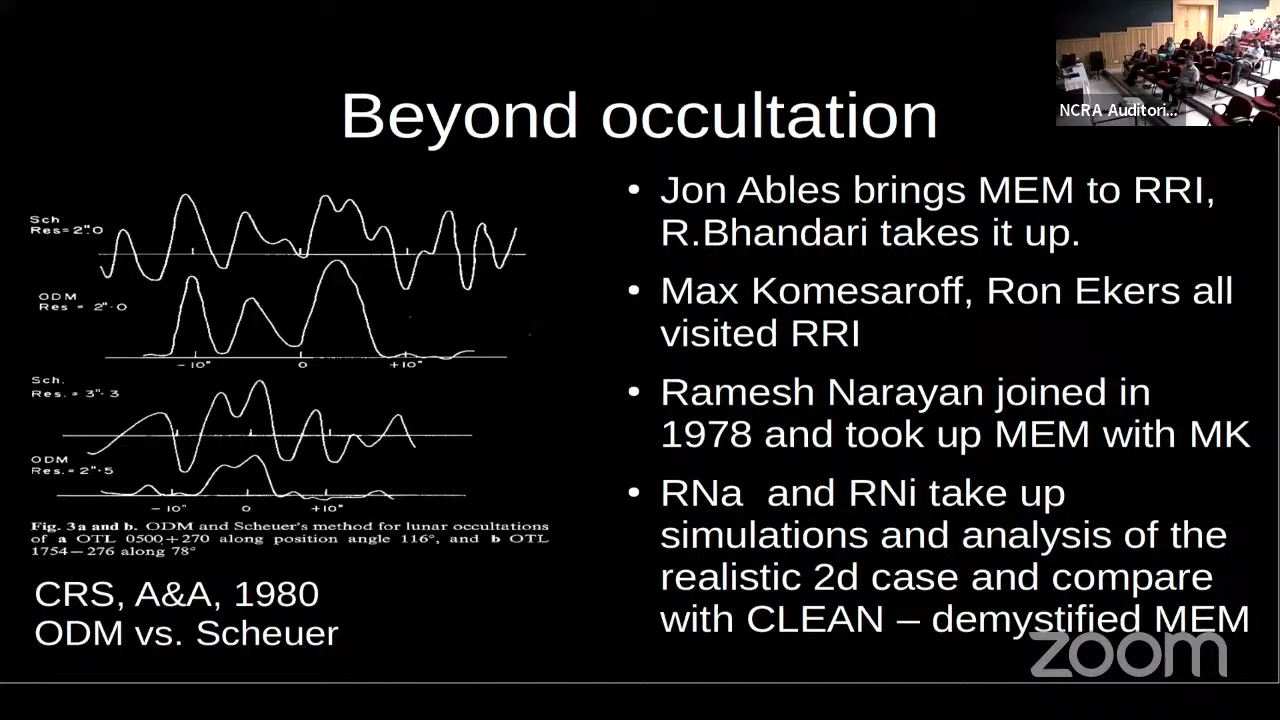 NCRA Auditori...
Beyond occultation
Sch
Res=2".0
ODM
Res = 2".0
-10" 0 +10"
Sch.
Res. = 3".3
ODM
Res. = 2".5
-10" 0 +10"
Fig. 3a and b. ODM and Scheuer's method for lunar occultations
of a OTL 0500+270 along position angle 116°, and b OTL
1754−276 along 78°
CRS, A&A, 1980
ODM vs. Scheuer
• Jon Ables brings MEM to RRI,
R.Bhandari takes it up.
• Max Komesaroff, Ron Ekers all
visited RRI
• Ramesh Narayan joined in
1978 and took up MEM with MK
• RNa and RNi take up
simulations and analysis of the
realistic 2d case and compare
with CLEAN – demystified MEM
zoom